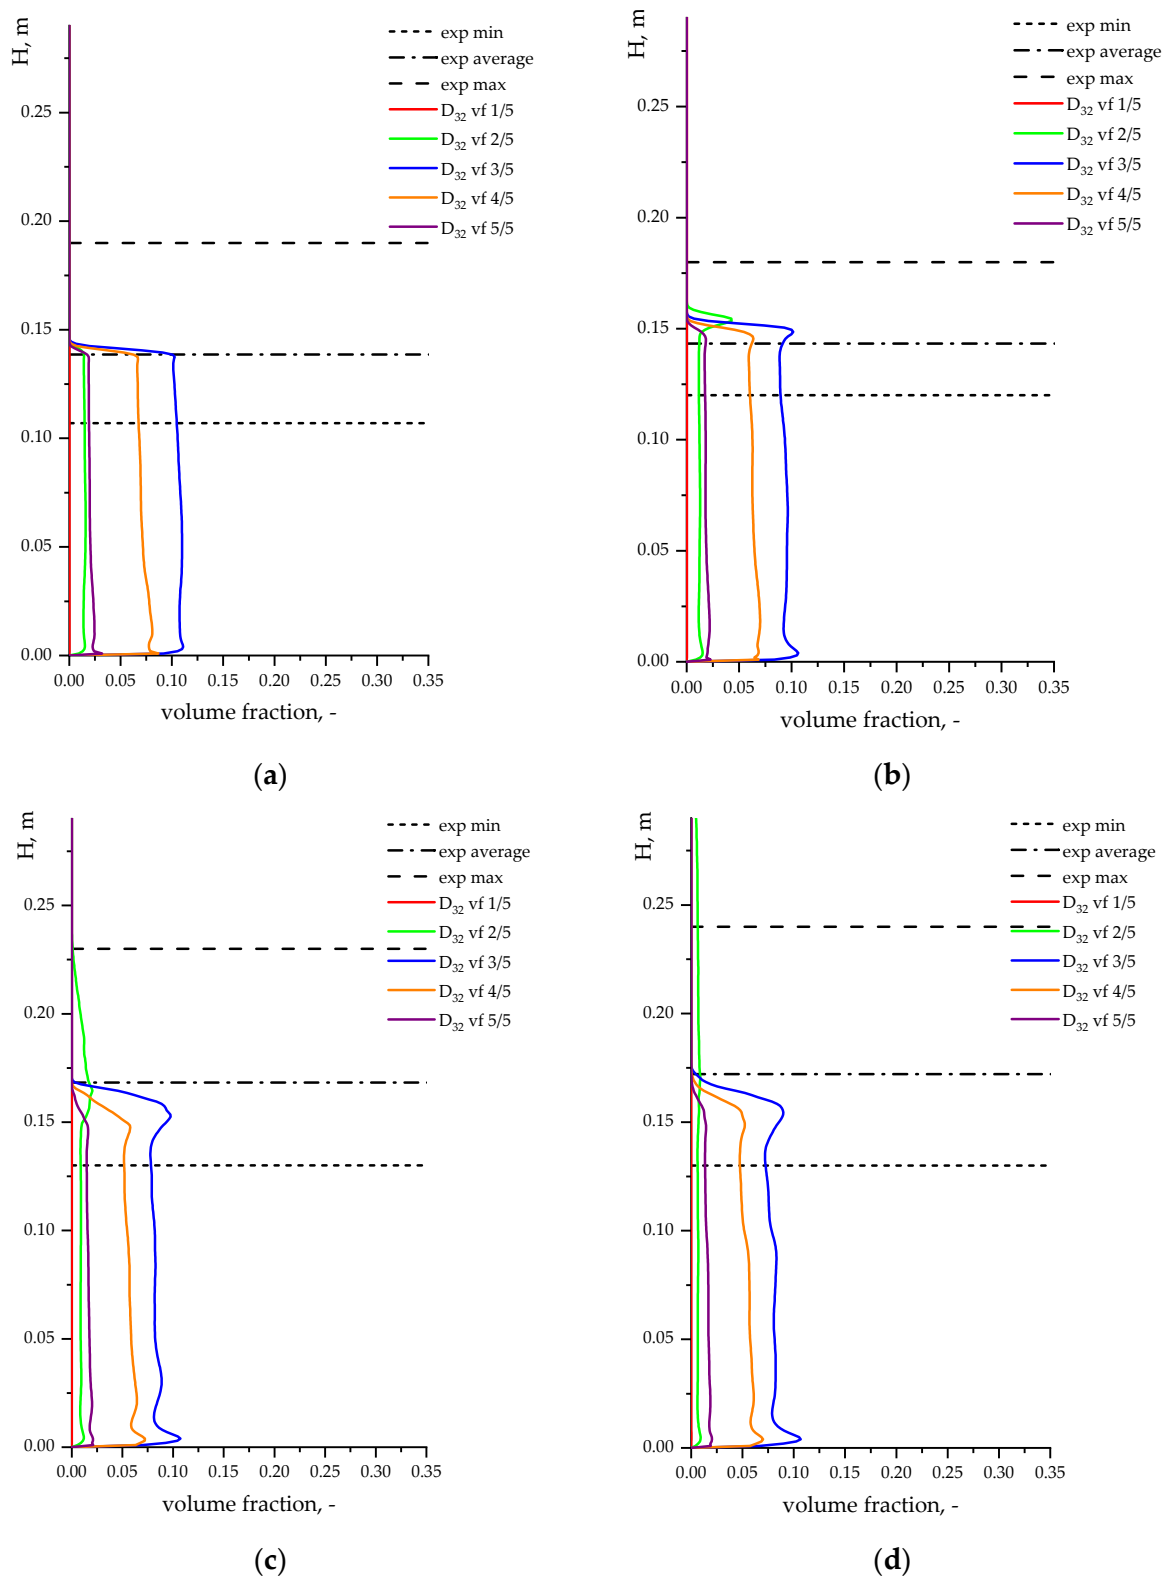 H, m
exp min
exp average
exp max
D32 vf 1/5
D32 vf 2/5
D32 vf 3/5
D32 vf 4/5
D32 vf 5/5
0.25
0.20
0.15
0.10
0.05
0.00
0.00 0.05 0.10 0.15 0.20 0.25 0.30 0.35
volume fraction, -
(a)
H, m
exp min
exp average
exp max
D32 vf 1/5
D32 vf 2/5
D32 vf 3/5
D32 vf 4/5
D32 vf 5/5
0.25
0.20
0.15
0.10
0.05
0.00
0.00 0.05 0.10 0.15 0.20 0.25 0.30 0.35
volume fraction, -
(b)
H, m
exp min
exp average
exp max
D32 vf 1/5
D32 vf 2/5
D32 vf 3/5
D32 vf 4/5
D32 vf 5/5
0.25
0.20
0.15
0.10
0.05
0.00
0.00 0.05 0.10 0.15 0.20 0.25 0.30 0.35
volume fraction, -
(c)
H, m
exp min
exp average
exp max
D32 vf 1/5
D32 vf 2/5
D32 vf 3/5
D32 vf 4/5
D32 vf 5/5
0.25
0.20
0.15
0.10
0.05
0.00
0.00 0.05 0.10 0.15 0.20 0.25 0.30 0.35
volume fraction, -
(d)